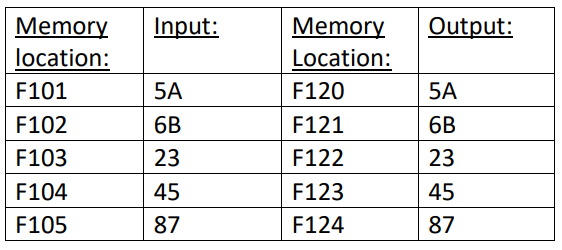 Memory location: Input: Memory Location: Output:
F101 5A F120 5A
F102 6B F121 6B
F103 23 F122 23
F104 45 F123 45
F105 87 F124 87